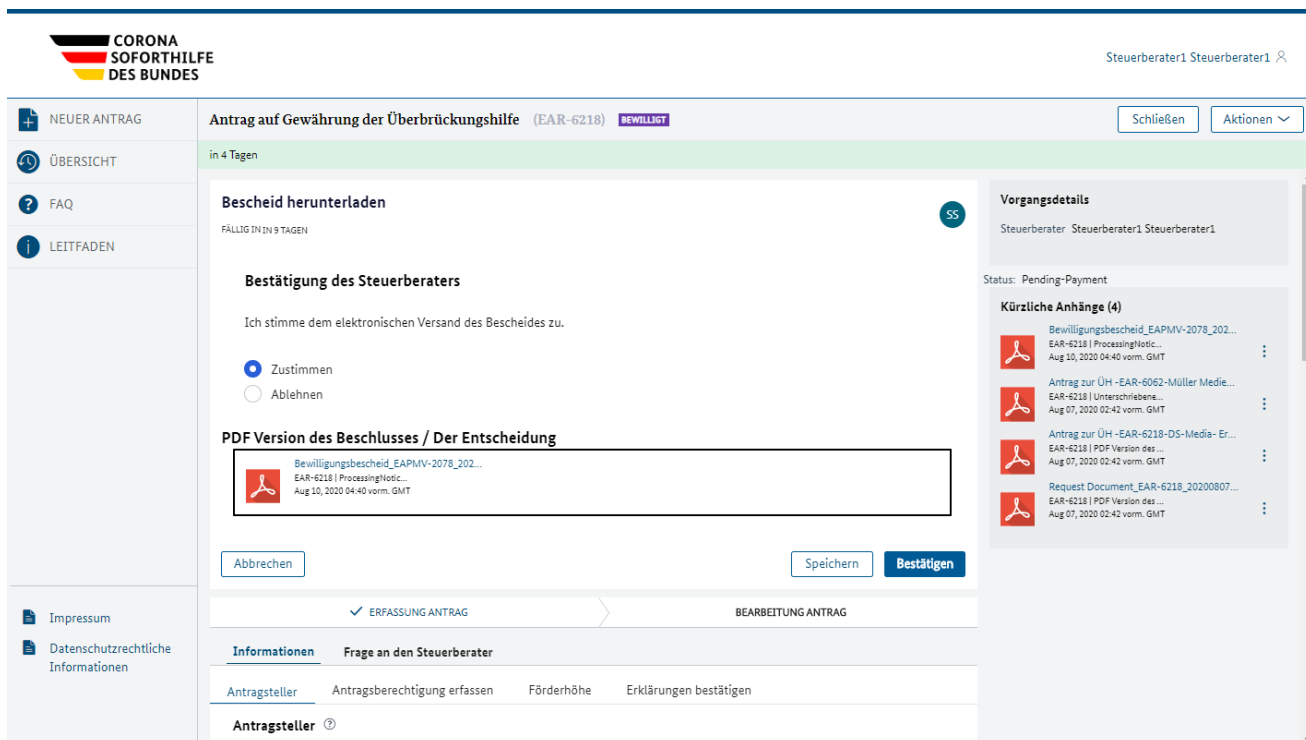 CORONA
SOFORTHILFE
DES BUNDES
Steuerberater1 Steuerberater1
NEUER ANTRAG
ÜBERSICHT
FAQ
LEITFADEN
Impressum
Datenschutzrechtliche
Informationen
Antrag auf Gewährung der Überbrückungshilfe (EAR-6218) BEWILLIGT
Schließen
Aktionen
in 4 Tagen
Bescheid herunterladen
SS
FÄLLIG IN IN 9 TAGEN
Bestätigung des Steuerberaters
Ich stimme dem elektronischen Versand des Bescheides zu.
Zustimmen
Ablehnen
PDF Version des Beschlusses / Der Entscheidung
Bewilligungsbescheid_EAPMV-2078_202...
EAR-6218 | ProcessingNotic...
Aug 10, 2020 04:40 vorm. GMT
Abbrechen
Speichern
Bestätigen
ERFASSUNG ANTRAG
BEARBEITUNG ANTRAG
Informationen
Frage an den Steuerberater
Antragsteller
Antragsberechtigung erfassen
Förderhöhe
Erklärungen bestätigen
Antragsteller ?
Vorgangsdetails
Steuerberater Steuerberater1 Steuerberater1
Status: Pending-Payment
Kürzliche Anhänge (4)
Bewilligungsbescheid_EAPMV-2078_202...
EAR-6218 | ProcessingNotic...
Aug 10, 2020 04:40 vorm. GMT
Antrag zur ÜH -EAR-6062-Müller Medie...
EAR-6218 | Unterschriebene...
Aug 07, 2020 02:42 vorm. GMT
Antrag zur ÜH -EAR-6218-DS-Media- Er...
EAR-6218 | PDF Version des ...
Aug 07, 2020 02:42 vorm. GMT
Request Document_EAR-6218_20200807...
EAR-6218 | PDF Version des ...
Aug 07, 2020 02:42 vorm. GMT